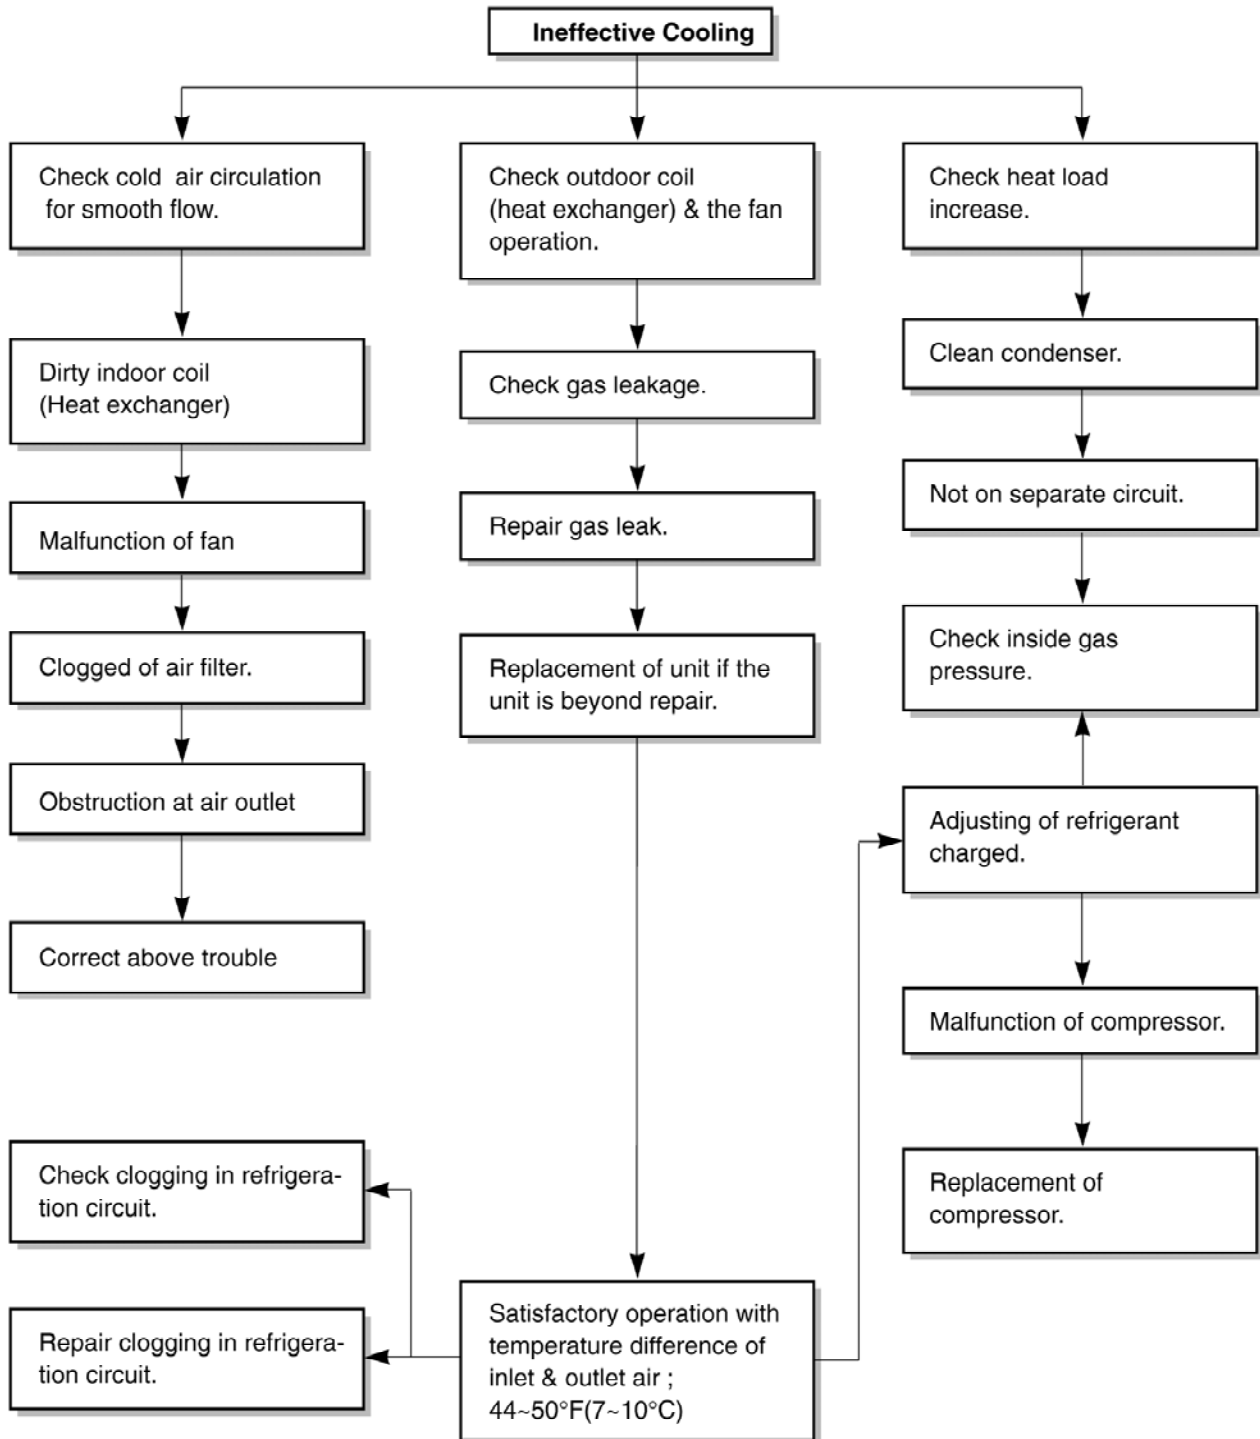 Ineffective Cooling
Check cold air circulation
for smooth flow.
Dirty indoor coil
(Heat exchanger)
Malfunction of fan
Clogged of air filter.
Obstruction at air outlet
Correct above trouble
Check outdoor coil
(heat exchanger) & the fan
operation.
Check gas leakage.
Repair gas leak.
Replacement of unit if the
unit is beyond repair.
Check heat load
increase.
Clean condenser.
Not on separate circuit.
Check inside gas
pressure.
Adjusting of refrigerant
charged.
Malfunction of compressor.
Replacement of
compressor.
Check clogging in refrigera-
tion circuit.
Repair clogging in refrigera-
tion circuit.
Satisfactory operation with
temperature difference of
inlet & outlet air ;
44~50°F(7~10°C)